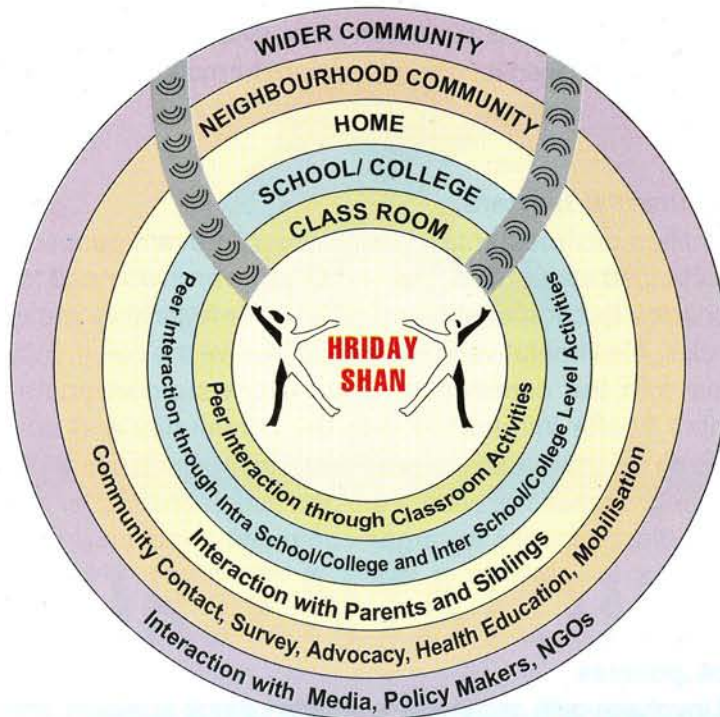 WIDER COMMUNITY
NEIGHBOURHOOD COMMUNITY
HOME
SCHOOL/ COLLEGE
CLASS ROOM
HRIDAY
SHAN
Peer Interaction through Classroom Activities
Peer Interaction through Intra School/College and Inter School/College Level Activities
Interaction with Parents and Siblings
Community Contact, Survey, Advocacy, Health Education, Mobilisation
Interaction with Media, Policy Makers, NGOs